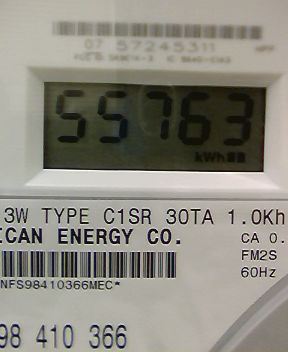 07 57245311
55763
kWh
3W TYPE C1SR 30TA 1.0Kh
ICAN ENERGY CO.
CA 0.
FM2S
60Hz
NFS98410366MEC*
98 410 366